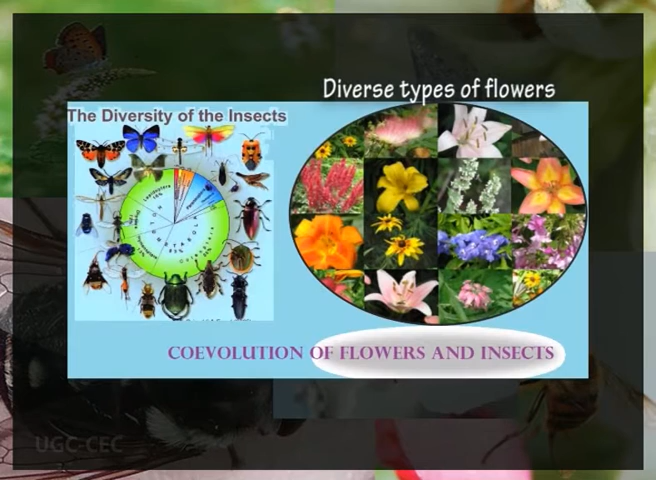 Diverse types of flowers
The Diversity of the Insects
COEVOLUTION OF FLOWERS AND INSECTS
UGC-CEC